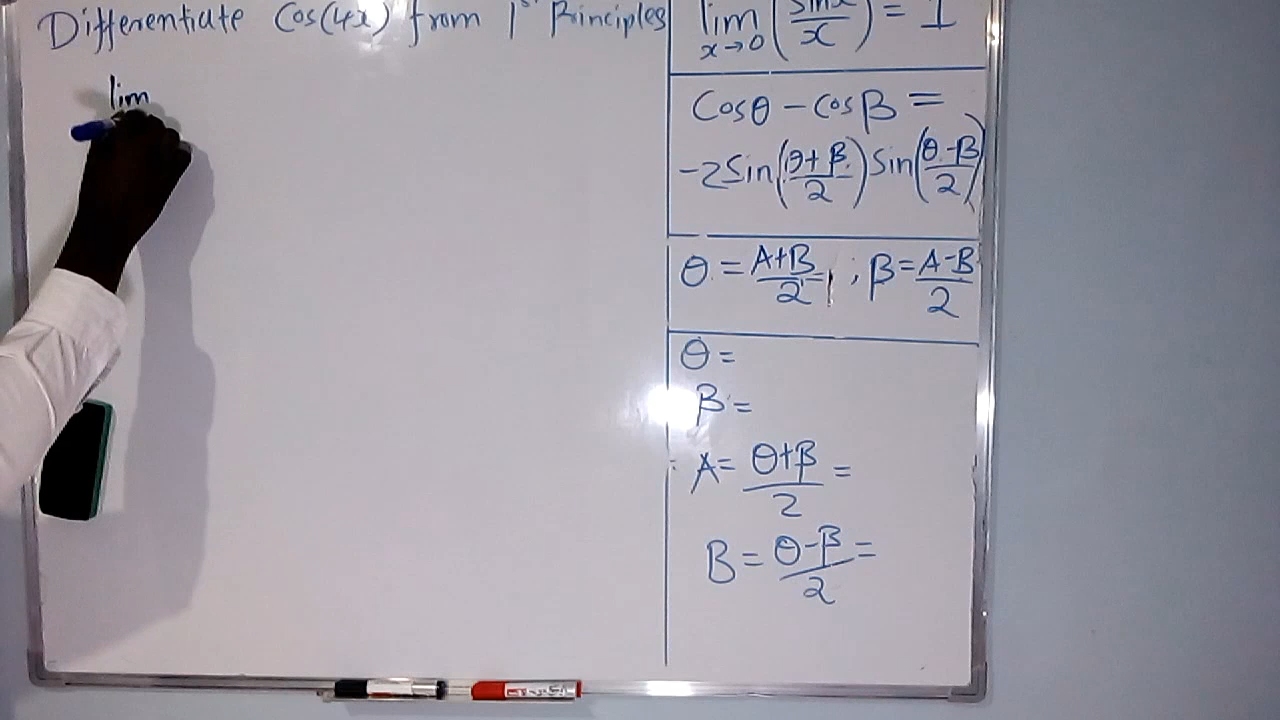 Differentiate Cos(4x) from 1st Principles
lim
lim x→0 (sinx/x) = 1
Cosθ - cosβ =
-2Sin(θ+β/2)Sin(θ-β/2)
θ = A+B/2 ; β = A-B/2
θ =
β =
A = θ+β/2 =
B = θ-β/2 =